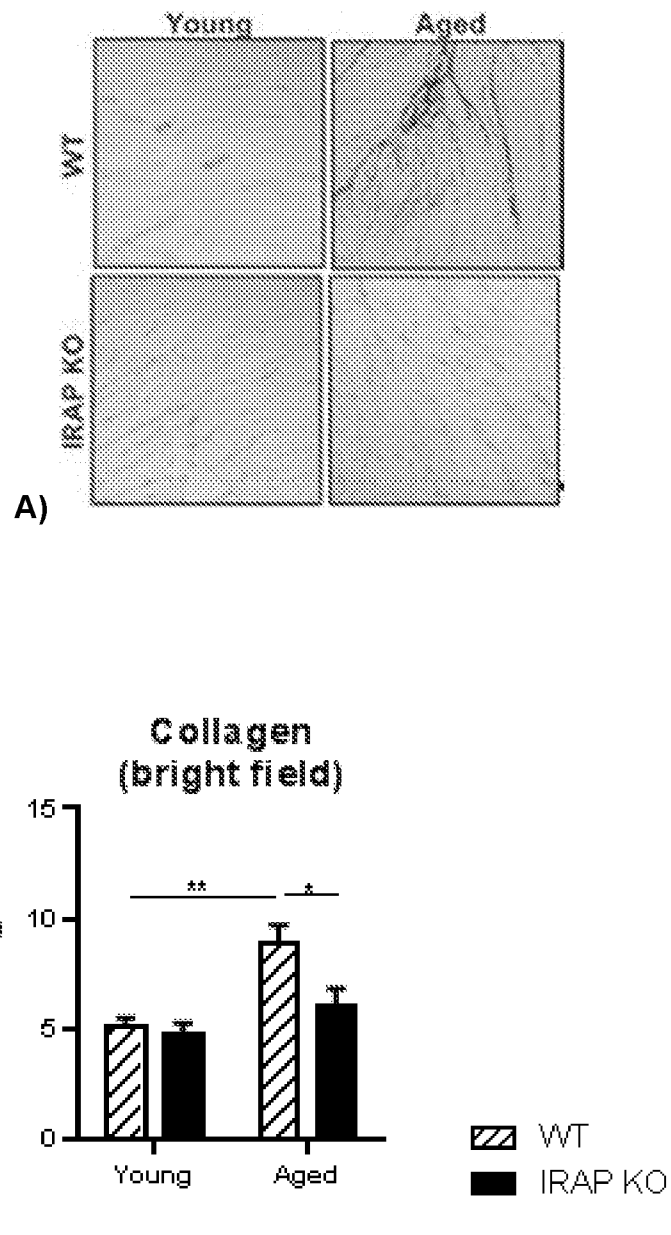 Young Aged
WT
IRAP KO
A)
Collagen
(bright field)
15
** *
10
5
0
Young Aged
WT
IRAP KO